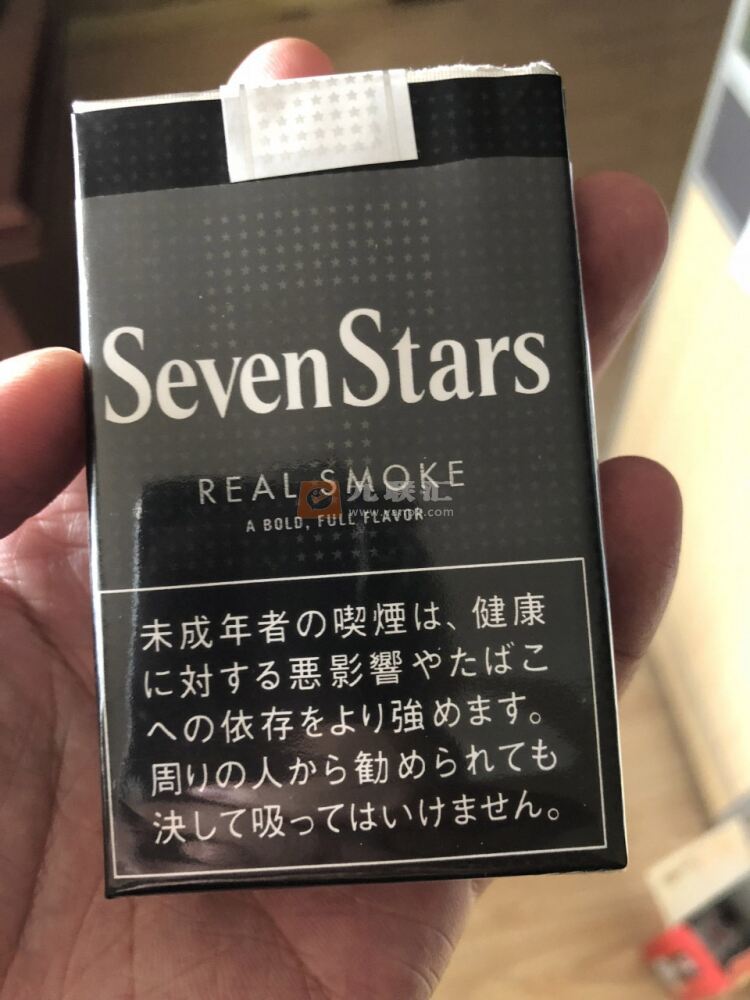 Seven Stars
REAL SMOKE
A BOLD, FULL FLAVOR
未成年者の喫煙は、健康
に対する悪影響やたばこ
への依存をより強めます。
周りの人から勧められても
決して吸ってはいけません。